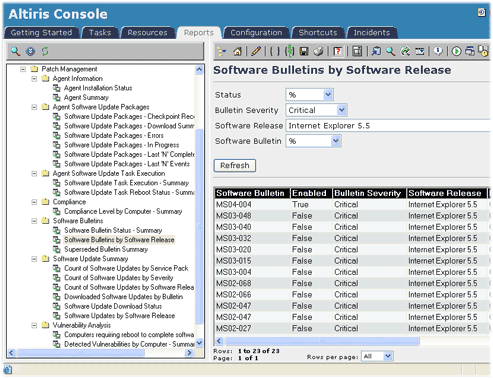 Altiris Console
Getting Started Tasks Resources Reports Configuration Shortcuts Incidents
Patch Management
Agent Information
Agent Installation Status
Agent Summary
Agent Software Update Packages
Software Update Packages - Checkpoint Rec
Software Update Packages - Download Summ
Software Update Packages - Errors
Software Update Packages - In Progress
Software Update Packages - Last 'N' Complete
Software Update Packages - Last 'N' Events
Agent Software Update Task Execution
Software Update Task Execution - Summary
Software Update Task Reboot Status - Summa
Compliance
Compliance Level by Computer - Summary
Software Bulletins
Software Bulletin Status - Summary
Software Bulletins by Software Release
Superseded Bulletin Summary
Software Update Summary
Count of Software Updates by Service Pack
Count of Software Updates by Severity
Count of Software Updates by Software Relea
Downloaded Software Updates by Bulletin
Software Update Download Status
Software Updates by Software Release
Vulnerability Analysis
Computers requiring reboot to complete softwa
Detected Vulnerabilities by Computer - Summa
Software Bulletins by Software Release
Status %
Bulletin Severity Critical
Software Release Internet Explorer 5.5
Software Bulletin %
Refresh
Software Bulletin Enabled Bulletin Severity Software Release
MS04-004 True Critical Internet Explorer 5.5
MS03-048 False Critical Internet Explorer 5.5
MS03-040 False Critical Internet Explorer 5.5
MS03-032 False Critical Internet Explorer 5.5
MS03-020 False Critical Internet Explorer 5.5
MS03-015 False Critical Internet Explorer 5.5
MS03-004 False Critical Internet Explorer 5.5
MS02-068 False Critical Internet Explorer 5.5
MS02-066 False Critical Internet Explorer 5.5
MS02-047 False Critical Internet Explorer 5.5
MS02-047 False Critical Internet Explorer 5.5
MS02-027 False Critical Internet Explorer 5.5
Rows: 1 to 23 of 23
Page: 1 of 1 Rows per page: All